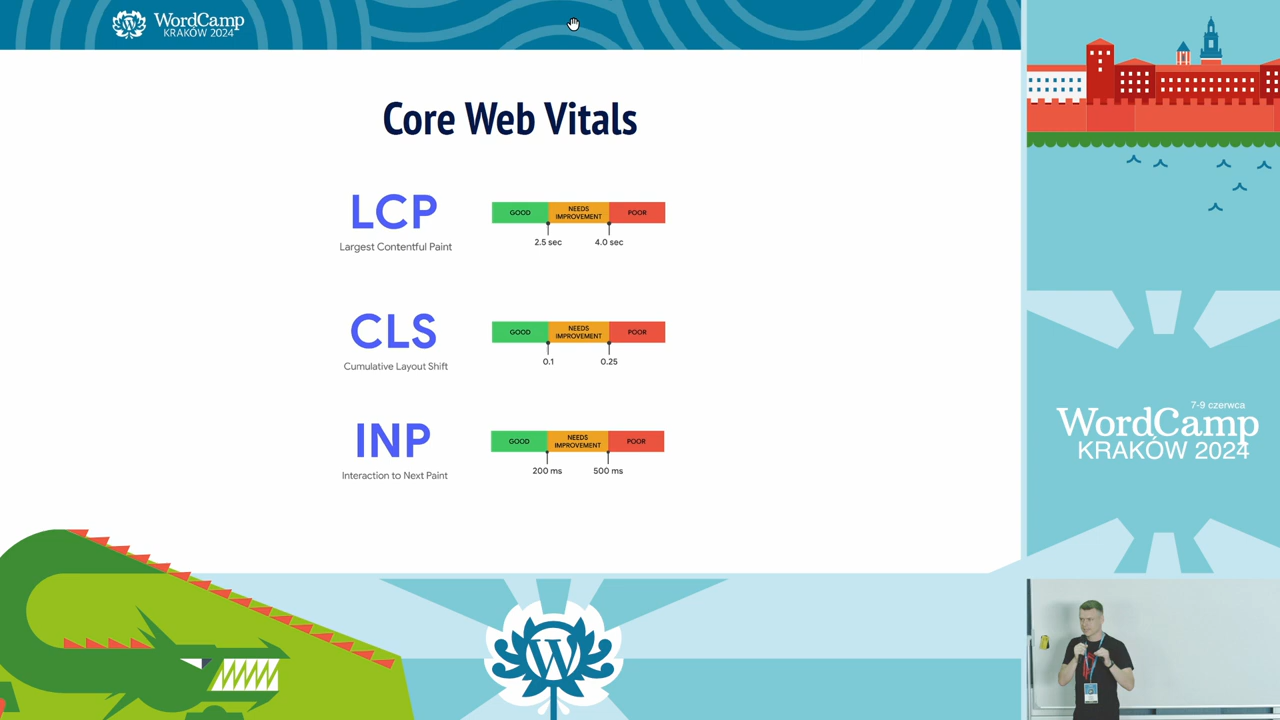 WordCamp
KRAKÓW 2024
Core Web Vitals
LCP
Largest Contentful Paint
GOOD
NEEDS
IMPROVEMENT
POOR
2.5 sec
4.0 sec
CLS
Cumulative Layout Shift
GOOD
NEEDS
IMPROVEMENT
POOR
0.1
0.25
INP
Interaction to Next Paint
GOOD
NEEDS
IMPROVEMENT
POOR
200 ms
500 ms
7-9 czerwca
WordCamp
KRAKÓW 2024
W